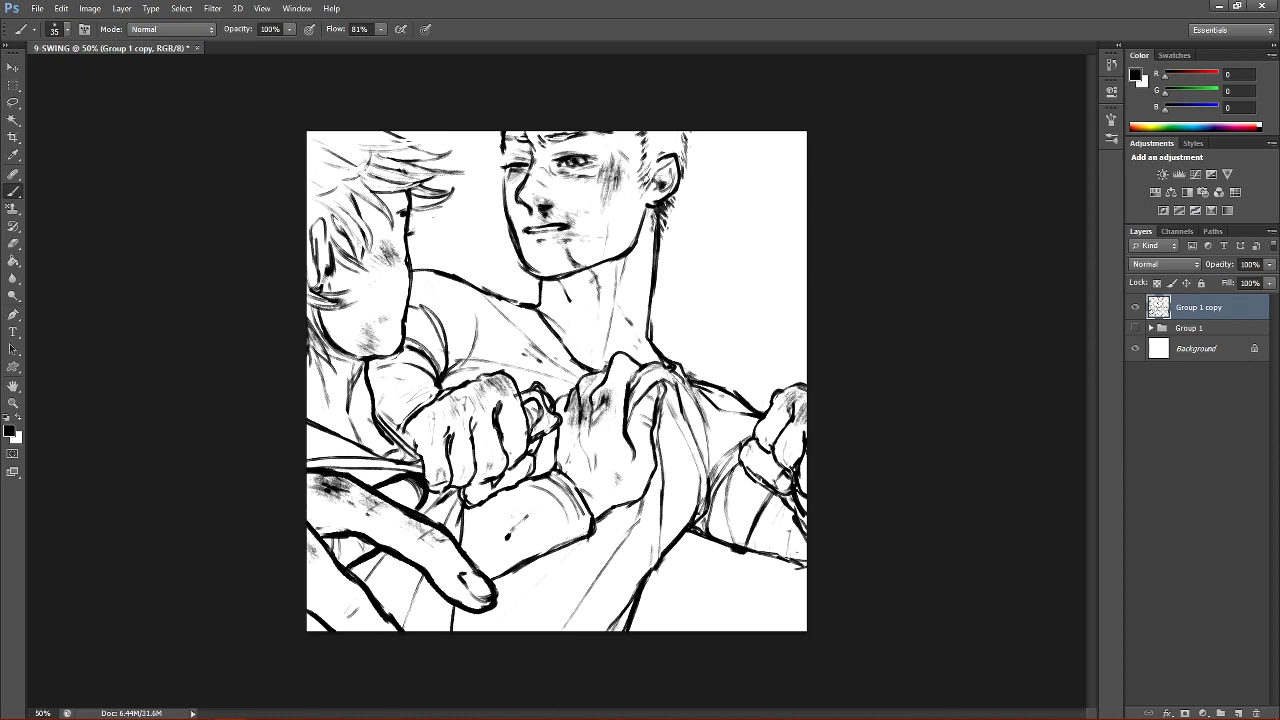 Ps File Edit Image Layer Type Select Filter 3D View Window Help
35 Mode: Normal Opacity: 100% Flow: 81% Essentials
9-SWING @ 50% (Group 1 copy, RGB/8) * ×
Color Swatches
R 0
G 0
B 0
Adjustments Styles
Add an adjustment
Layers Channels Paths
Kind
Normal Opacity: 100%
Lock: Fill: 100%
Group 1 copy
Group 1
Background
50% Doc: 6.44M/31.6M